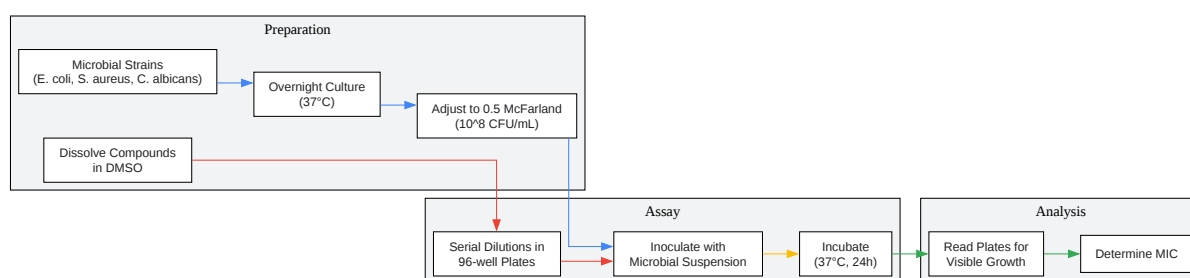 Preparation
Microbial Strains
(E. coli, S. aureus, C. albicans)
Overnight Culture
(37°C)
Adjust to 0.5 McFarland
(10^8 CFU/mL)
Dissolve Compounds
in DMSO
Assay
Serial Dilutions in
96-well Plates
Inoculate with
Microbial Suspension
Incubate
(37°C, 24h)
Analysis
Read Plates for
Visible Growth
Determine MIC